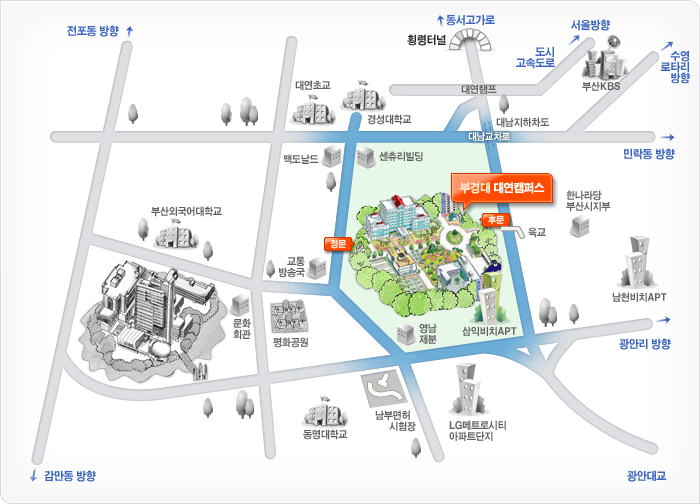 전포동 방향
동서고가로
횡령터널
서울방향
도시
고속도로
수영
로타리
방향
부산KBS
대연램프
대연초교
경성대학교
대남지하차도
대남교차로
민락동 방향
맥도날드
센츄리빌딩
부경대 대연캠퍼스
한나라당
부산시지부
부산외국어대학교
정문
후문
육교
교통
방송국
남천비치APT
문화
회관
평화공원
영남
제분
삼익비치APT
광안리 방향
남부면허
시험장
동명대학교
LG메트로시티
아파트단지
감만동 방향
광안대교